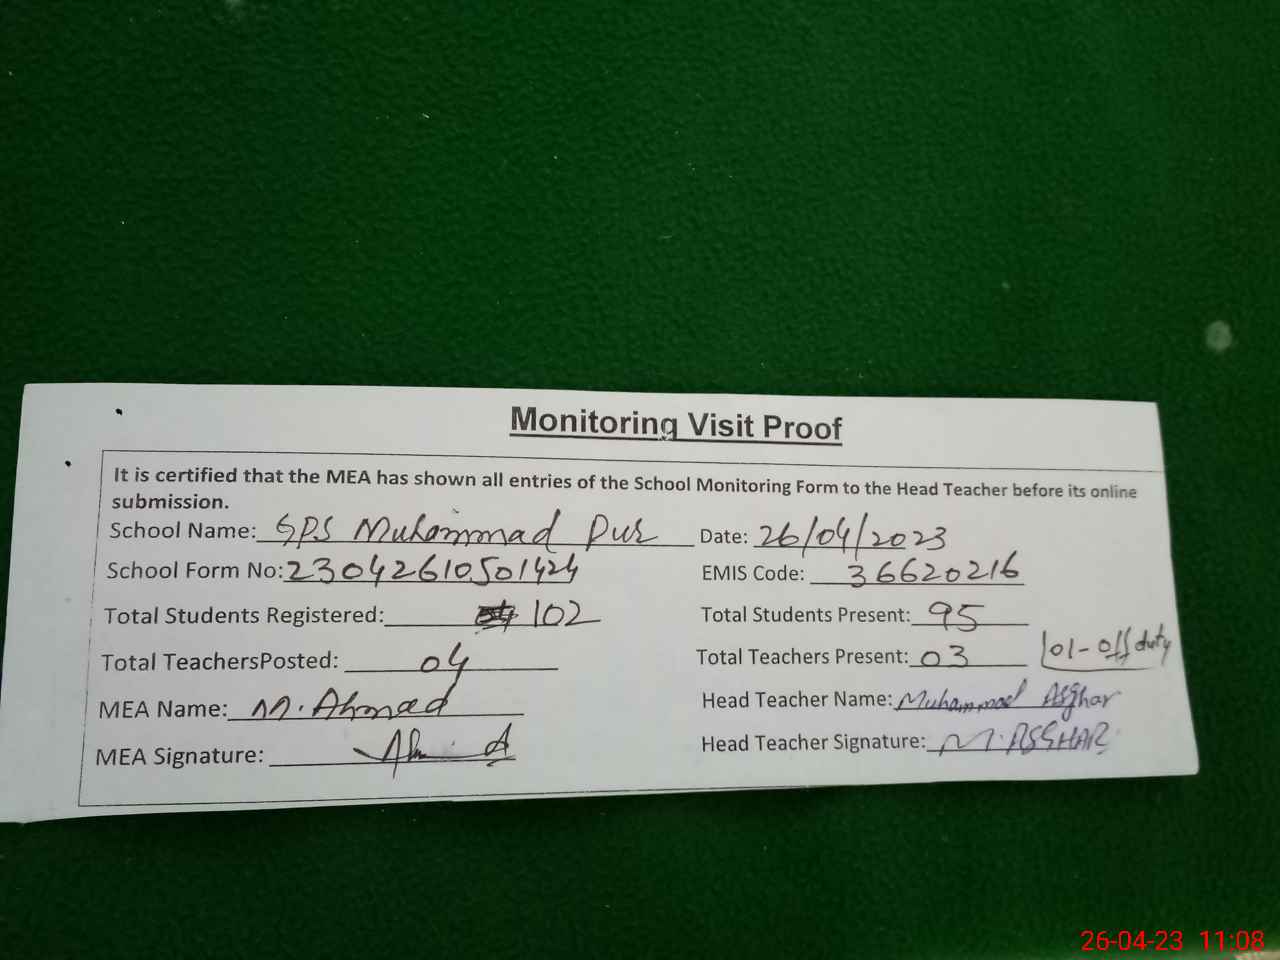 Monitoring Visit Proof
It is certified that the MEA has shown all entries of the School Monitoring Form to the Head Teacher before its online
submission.
School Name: GPS Muhammad Pur Date: 26/04/2023
School Form No: 23042610501424 EMIS Code: 36620216
Total Students Registered: 102 Total Students Present: 95
Total TeachersPosted: 04 Total Teachers Present: 03 01-off duty
MEA Name: M. Ahmad Head Teacher Name: Muhammad Asghar
MEA Signature: Head Teacher Signature: M. ASGHAR
26-04-23 11:08